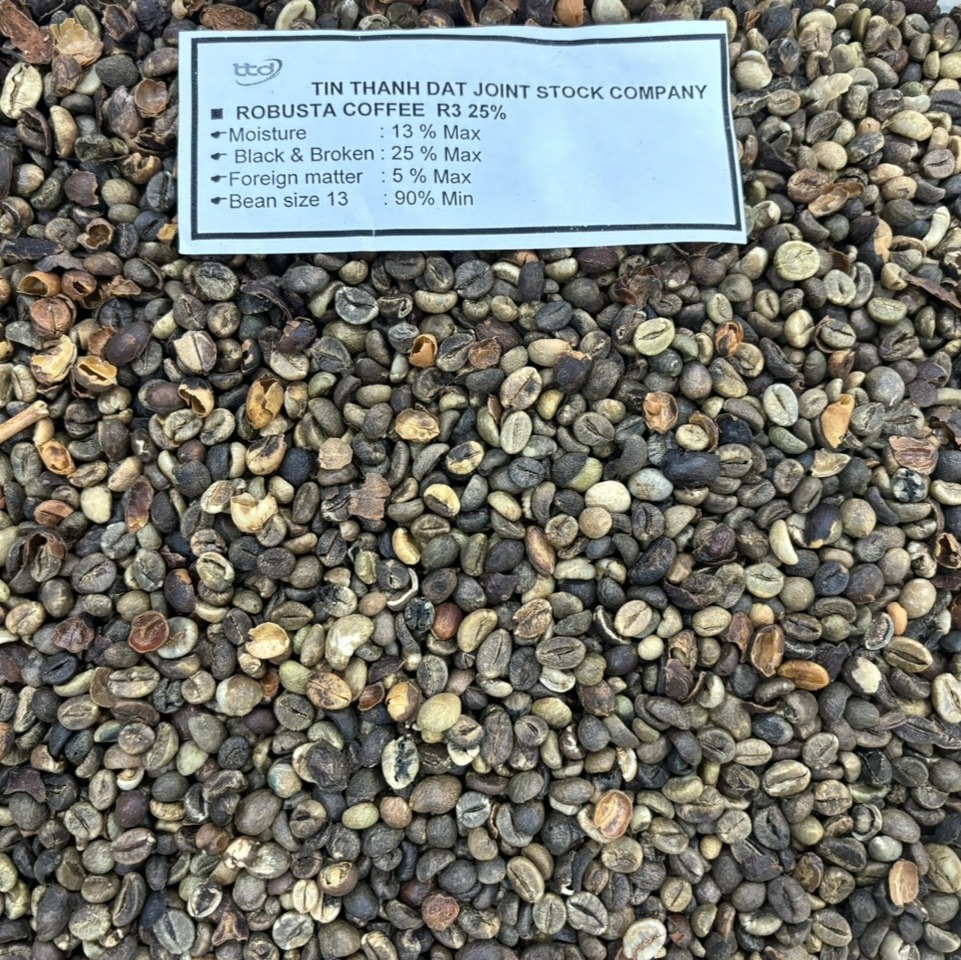 ttd
TIN THANH DAT JOINT STOCK COMPANY
ROBUSTA COFFEE R3 25%
Moisture : 13 % Max
Black & Broken : 25 % Max
Foreign matter : 5 % Max
Bean size 13 : 90% Min